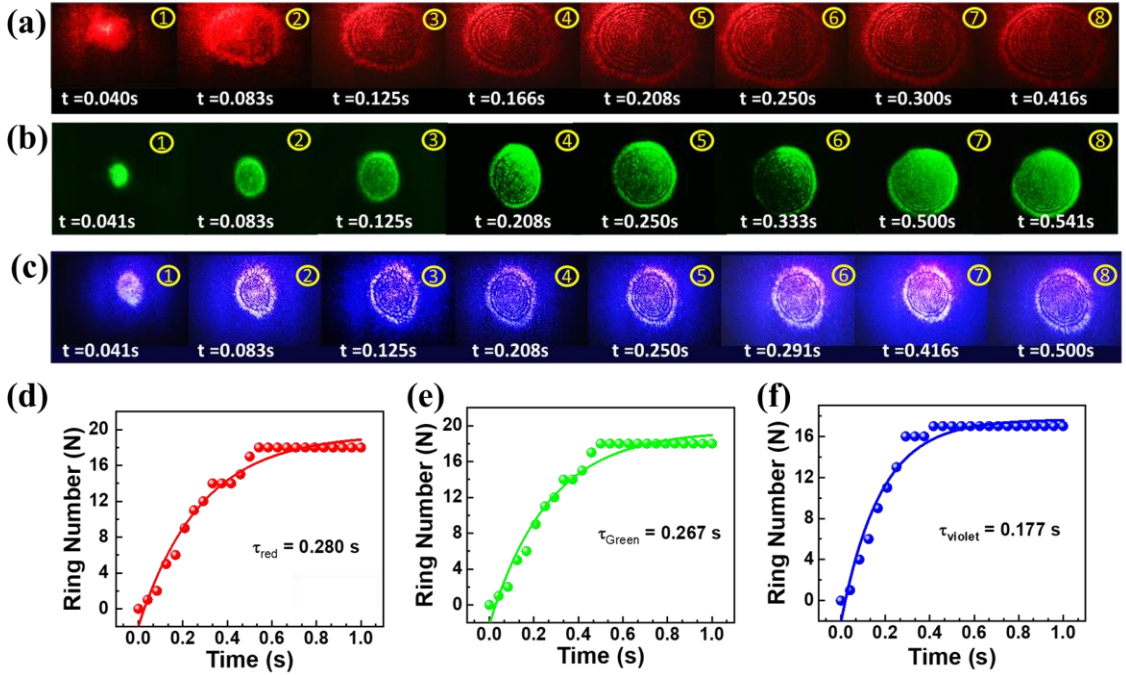 (a)
① ② ③ ④ ⑤ ⑥ ⑦ ⑧
t =0.040s t =0.083s t =0.125s t =0.166s t =0.208s t =0.250s t =0.300s t =0.416s
(b)
① ② ③ ④ ⑤ ⑥ ⑦ ⑧
t =0.041s t =0.083s t =0.125s t =0.208s t =0.250s t =0.333s t =0.500s t =0.541s
(c)
① ② ③ ④ ⑤ ⑥ ⑦ ⑧
t =0.041s t =0.083s t =0.125s t =0.208s t =0.250s t =0.291s t =0.416s t =0.500s
(d)
Ring Number (N)
20
16
12
8
4
0
τred = 0.280 s
0.0 0.2 0.4 0.6 0.8 1.0
Time (s)
(e)
Ring Number (N)
20
16
12
8
4
0
τGreen = 0.267 s
0.0 0.2 0.4 0.6 0.8 1.0
Time (s)
(f)
Ring Number (N)
16
12
8
4
0
τviolet = 0.177 s
0.0 0.2 0.4 0.6 0.8 1.0
Time (s)